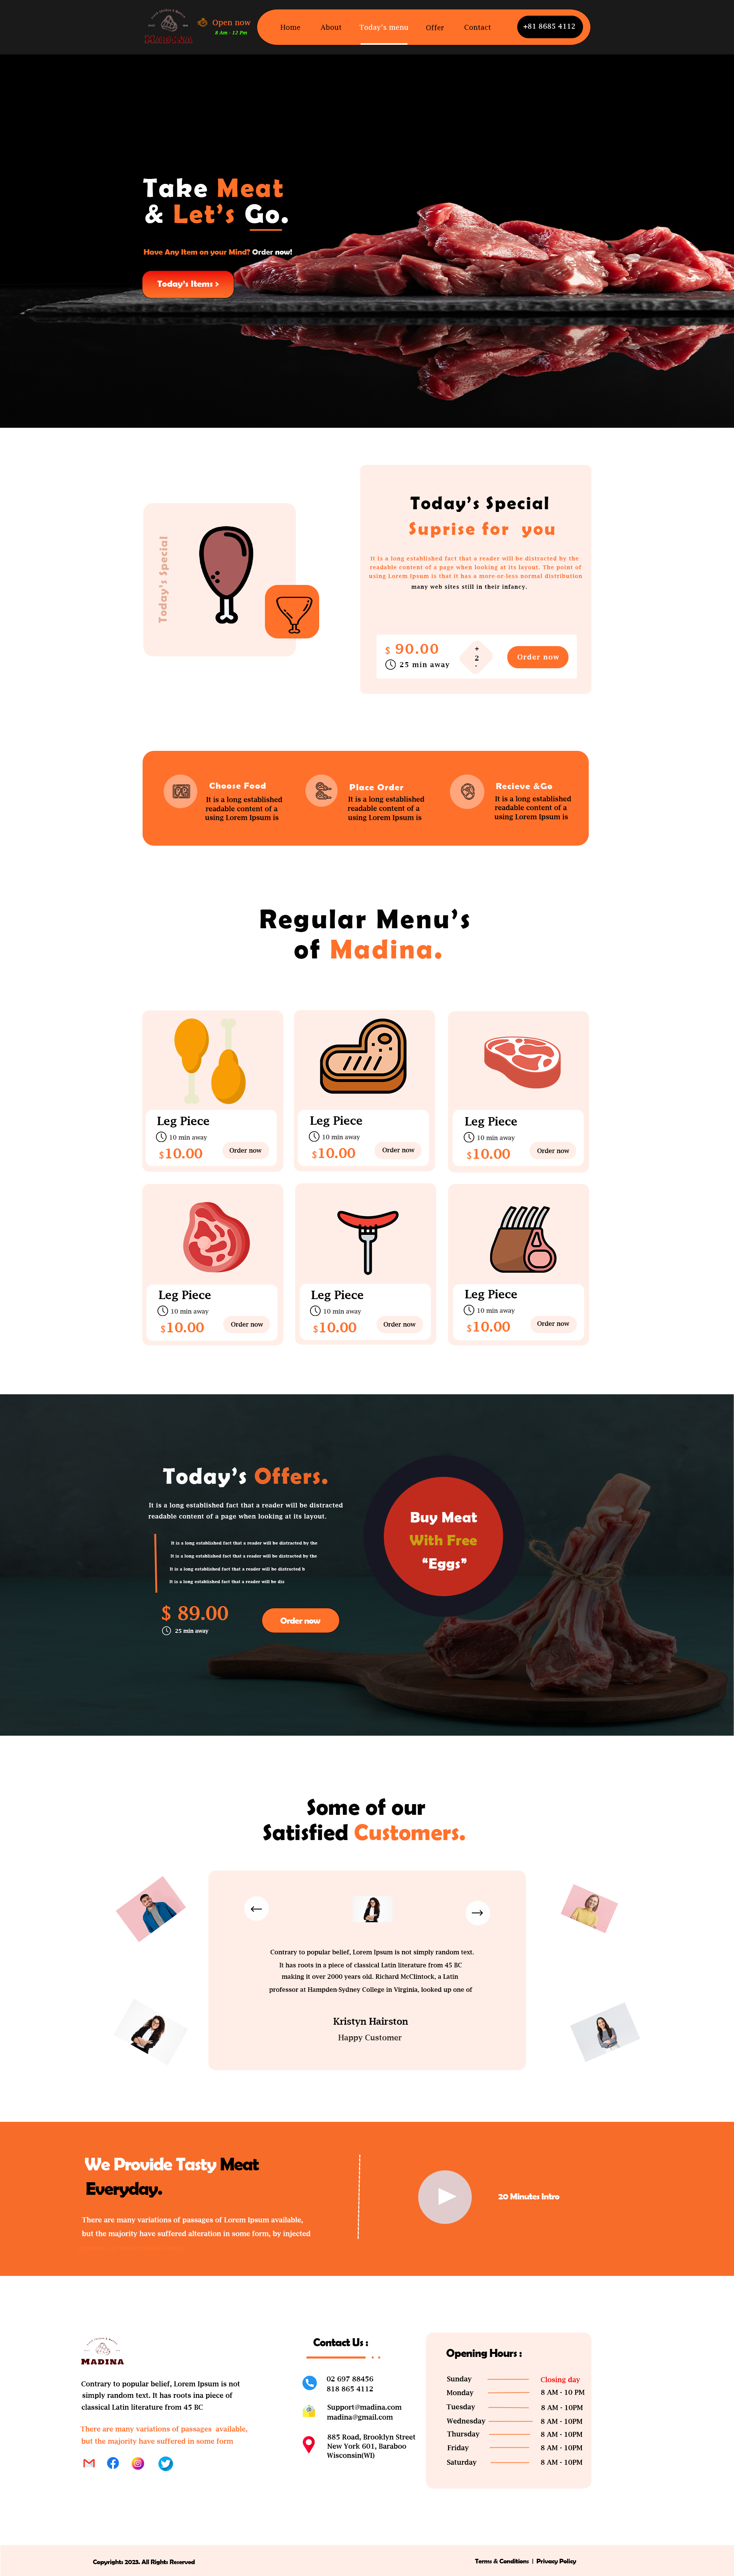 MADINA
Open now
8 Am - 12 Pm
Home
About
Today's menu
Offer
Contact
+81 8685 4112
Take Meat
& Let's Go.
Have Any Item on your Mind? Order now!
Today's Items >
Today's Special
Today's Special
Suprise for you
It is a long established fact that a reader will be distracted by the
readable content of a page when looking at its layout. The point of
using Lorem Ipsum is that it has a more-or-less normal distribution
many web sites still in their infancy.
$ 90.00
25 min away
+
2
-
Order now
Choose Food
It is a long established
readable content of a
using Lorem Ipsum is
Place Order
It is a long established
readable content of a
using Lorem Ipsum is
Recieve &Go
It is a long established
readable content of a
using Lorem Ipsum is
Regular Menu's
of Madina.
Leg Piece
10 min away
$10.00
Order now
Leg Piece
10 min away
$10.00
Order now
Leg Piece
10 min away
$10.00
Order now
Leg Piece
10 min away
$10.00
Order now
Leg Piece
10 min away
$10.00
Order now
Leg Piece
10 min away
$10.00
Order now
Today's Offers.
It is a long established fact that a reader will be distracted
readable content of a page when looking at its layout.
It is a long established fact that a reader will be distracted by the
It is a long established fact that a reader will be distracted by the
It is a long established fact that a reader will be distracted b
It is a long established fact that a reader will be dis
$ 89.00
25 min away
Order now
Buy Meat
With Free
“Eggs”
Some of our
Satisfied Customers.
Contrary to popular belief, Lorem Ipsum is not simply random text.
It has roots in a piece of classical Latin literature from 45 BC
making it over 2000 years old. Richard McClintock, a Latin
professor at Hampden-Sydney College in Virginia, looked up one of
Kristyn Hairston
Happy Customer
We Provide Tasty Meat
Everyday.
There are many variations of passages of Lorem Ipsum available,
but the majority have suffered alteration in some form, by injected
20 Minutes Intro
MADINA
Contrary to popular belief, Lorem Ipsum is not
simply random text. It has roots ina piece of
classical Latin literature from 45 BC
There are many variations of passages available,
but the majority have suffered in some form
Contact Us :
02 697 88456
818 865 4112
Support@madina.com
madina@gmail.com
885 Road, Brooklyn Street
New York 601, Baraboo
Wisconsin(WI)
Opening Hours :
Sunday Closing day
Monday 8 AM - 10 PM
Tuesday 8 AM - 10PM
Wednesday 8 AM - 10PM
Thursday 8 AM - 10PM
Friday 8 AM - 10PM
Saturday 8 AM - 10PM
Copyrights 2023. All Rights Reserved
Terms & Conditions | Privacy Policy